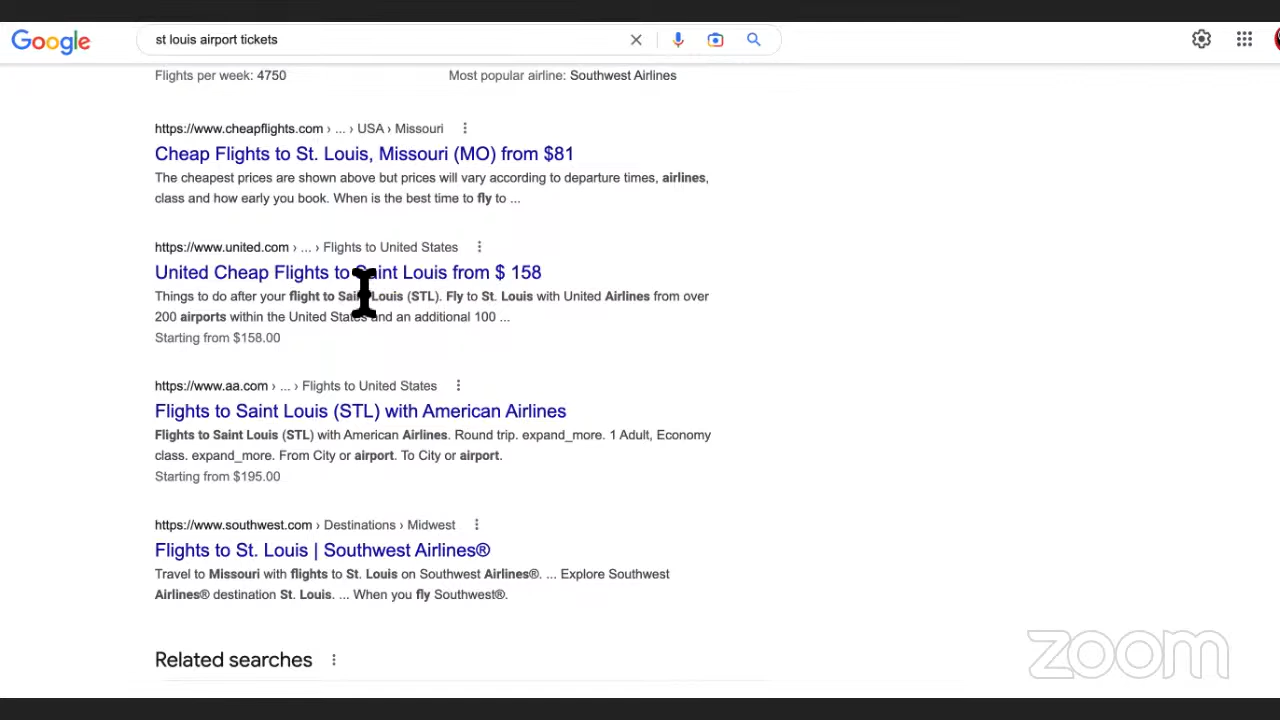 Google st louis airport tickets
Flights per week: 4750 Most popular airline: Southwest Airlines
https://www.cheapflights.com › ... › USA › Missouri
Cheap Flights to St. Louis, Missouri (MO) from $81
The cheapest prices are shown above but prices will vary according to departure times, airlines,
class and how early you book. When is the best time to fly to ...
https://www.united.com › ... › Flights to United States
United Cheap Flights to Saint Louis from $ 158
Things to do after your flight to Saint Louis (STL). Fly to St. Louis with United Airlines from over
200 airports within the United States and an additional 100 ...
Starting from $158.00
https://www.aa.com › ... › Flights to United States
Flights to Saint Louis (STL) with American Airlines
Flights to Saint Louis (STL) with American Airlines. Round trip. expand_more. 1 Adult, Economy
class. expand_more. From City or airport. To City or airport.
Starting from $195.00
https://www.southwest.com › Destinations › Midwest
Flights to St. Louis | Southwest Airlines®
Travel to Missouri with flights to St. Louis on Southwest Airlines®. ... Explore Southwest
Airlines® destination St. Louis. ... When you fly Southwest®.
Related searches
zoom